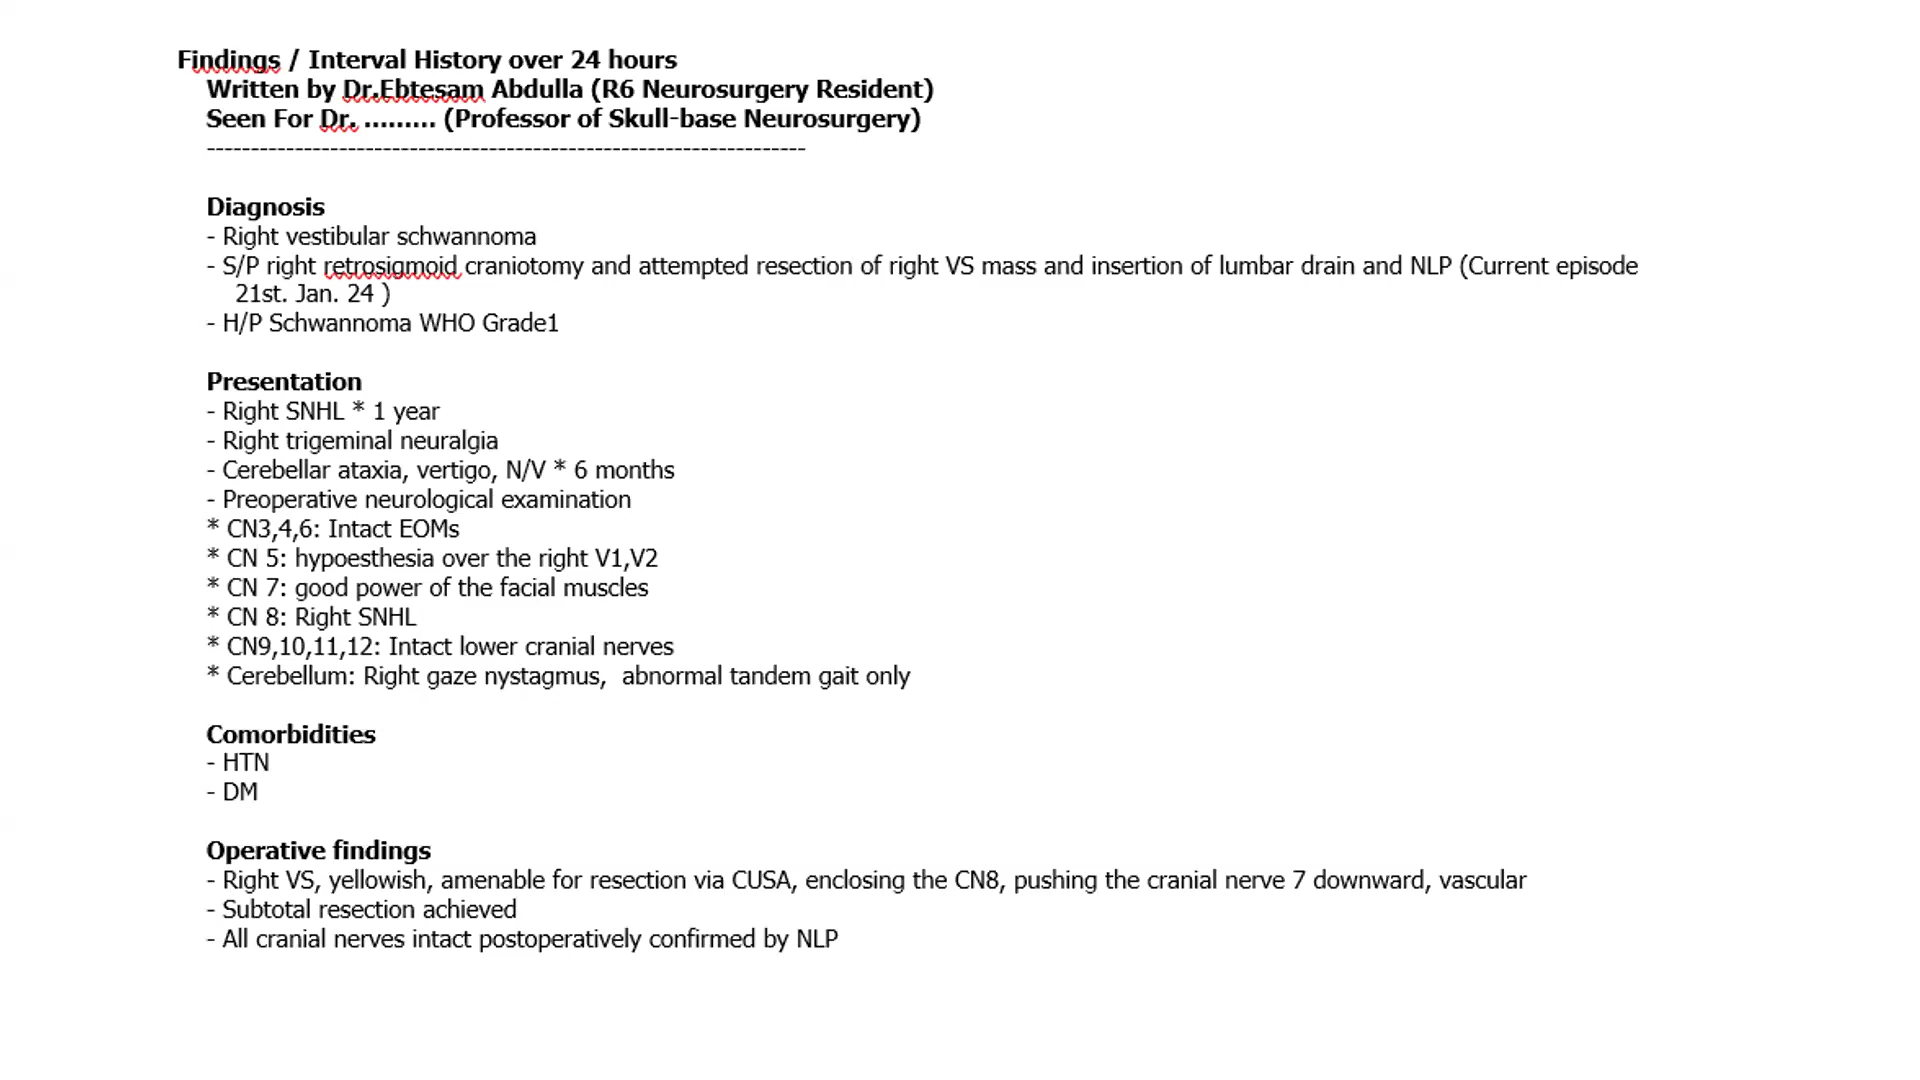 Findings / Interval History over 24 hours
Written by Dr.Ebtesam Abdulla (R6 Neurosurgery Resident)
Seen For Dr. ......... (Professor of Skull-base Neurosurgery)
--------------------------------------------------------------------
Diagnosis
- Right vestibular schwannoma
- S/P right retrosigmoid craniotomy and attempted resection of right VS mass and insertion of lumbar drain and NLP (Current episode
21st. Jan. 24 )
- H/P Schwannoma WHO Grade1
Presentation
- Right SNHL * 1 year
- Right trigeminal neuralgia
- Cerebellar ataxia, vertigo, N/V * 6 months
- Preoperative neurological examination
* CN3,4,6: Intact EOMs
* CN 5: hypoesthesia over the right V1,V2
* CN 7: good power of the facial muscles
* CN 8: Right SNHL
* CN9,10,11,12: Intact lower cranial nerves
* Cerebellum: Right gaze nystagmus,  abnormal tandem gait only
Comorbidities
- HTN
- DM
Operative findings
- Right VS, yellowish, amenable for resection via CUSA, enclosing the CN8, pushing the cranial nerve 7 downward, vascular
- Subtotal resection achieved
- All cranial nerves intact postoperatively confirmed by NLP